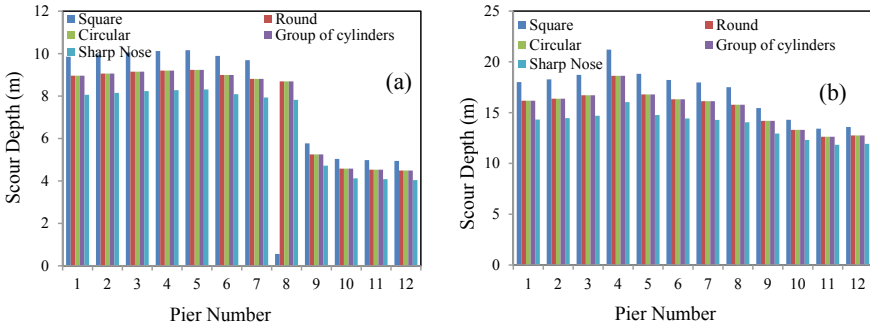 12
10
8
6
4
2
0
Scour Depth (m)
Square
Round
Circular
Group of cylinders
Sharp Nose
(a)
1 2 3 4 5 6 7 8 9 10 11 12
Pier Number
25
20
15
10
5
0
Scour Depth (m)
Square
Round
Circular
Group of cylinders
Sharp Nose
(b)
1 2 3 4 5 6 7 8 9 10 11 12
Pier Number